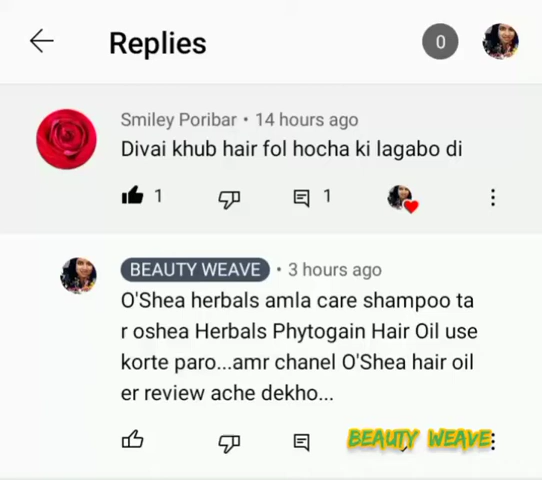 Replies
0
Smiley Poribar • 14 hours ago
Divai khub hair fol hocha ki lagabo di
1
1
BEAUTY WEAVE • 3 hours ago
O'Shea herbals amla care shampoo ta
r oshea Herbals Phytogain Hair Oil use
korte paro...amr chanel O'Shea hair oil
er review ache dekho...
BEAUTY WEAVE